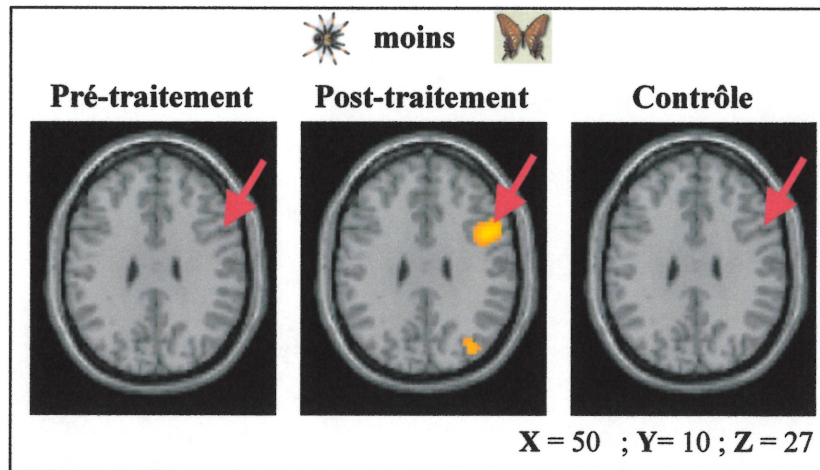 moins
Pré-traitement Post-traitement Contrôle
X = 50 ; Y= 10 ; Z = 27